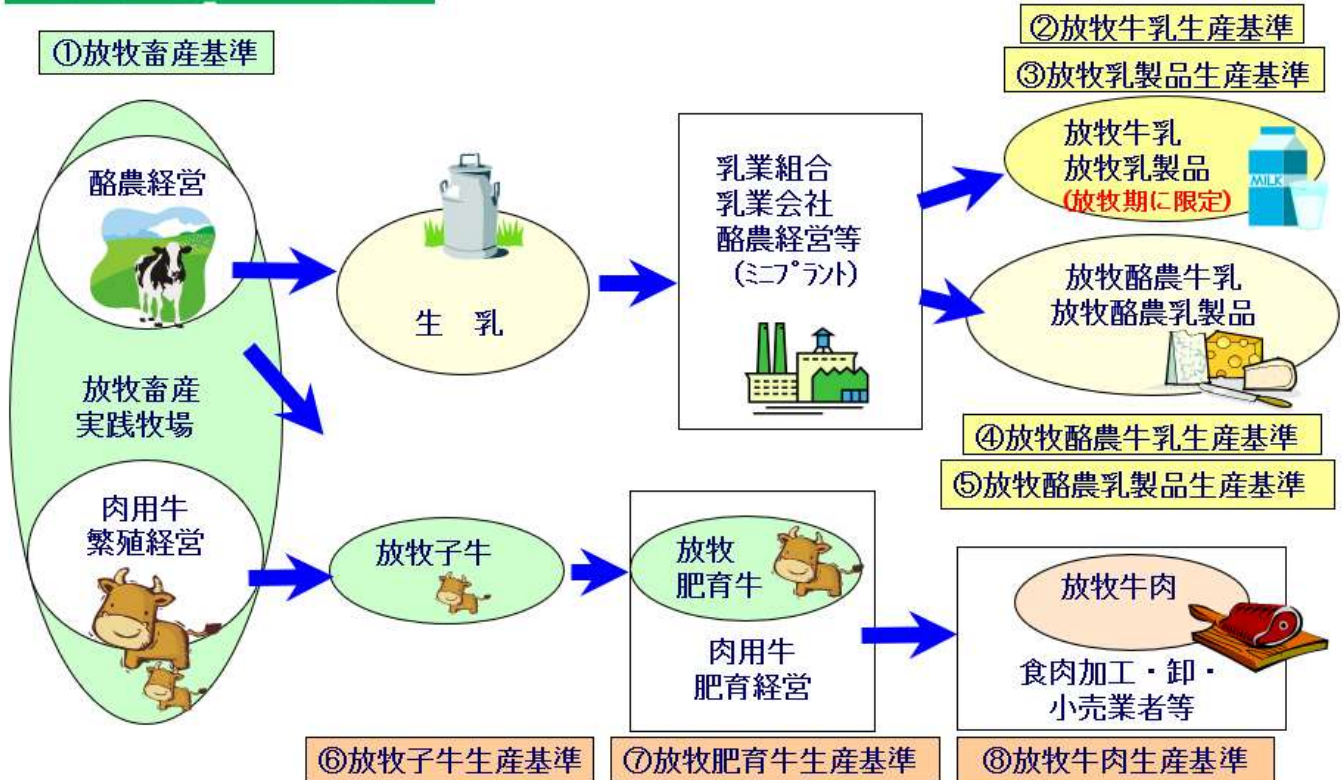 ①放牧畜産基準
酪農経営
放牧畜産
実践牧場
肉用牛
繁殖経営
生 乳
乳業組合
乳業会社
酪農経営等
(ミニプラント)
②放牧牛乳生産基準
③放牧乳製品生産基準
放牧牛乳
放牧乳製品
(放牧期に限定)
MILK
放牧酪農牛乳
放牧酪農乳製品
④放牧酪農牛乳生産基準
⑤放牧酪農乳製品生産基準
放牧子牛
放牧
肥育牛
肉用牛
肥育経営
放牧牛肉
食肉加工・卸・
小売業者等
⑥放牧子牛生産基準
⑦放牧肥育牛生産基準
⑧放牧牛肉生産基準